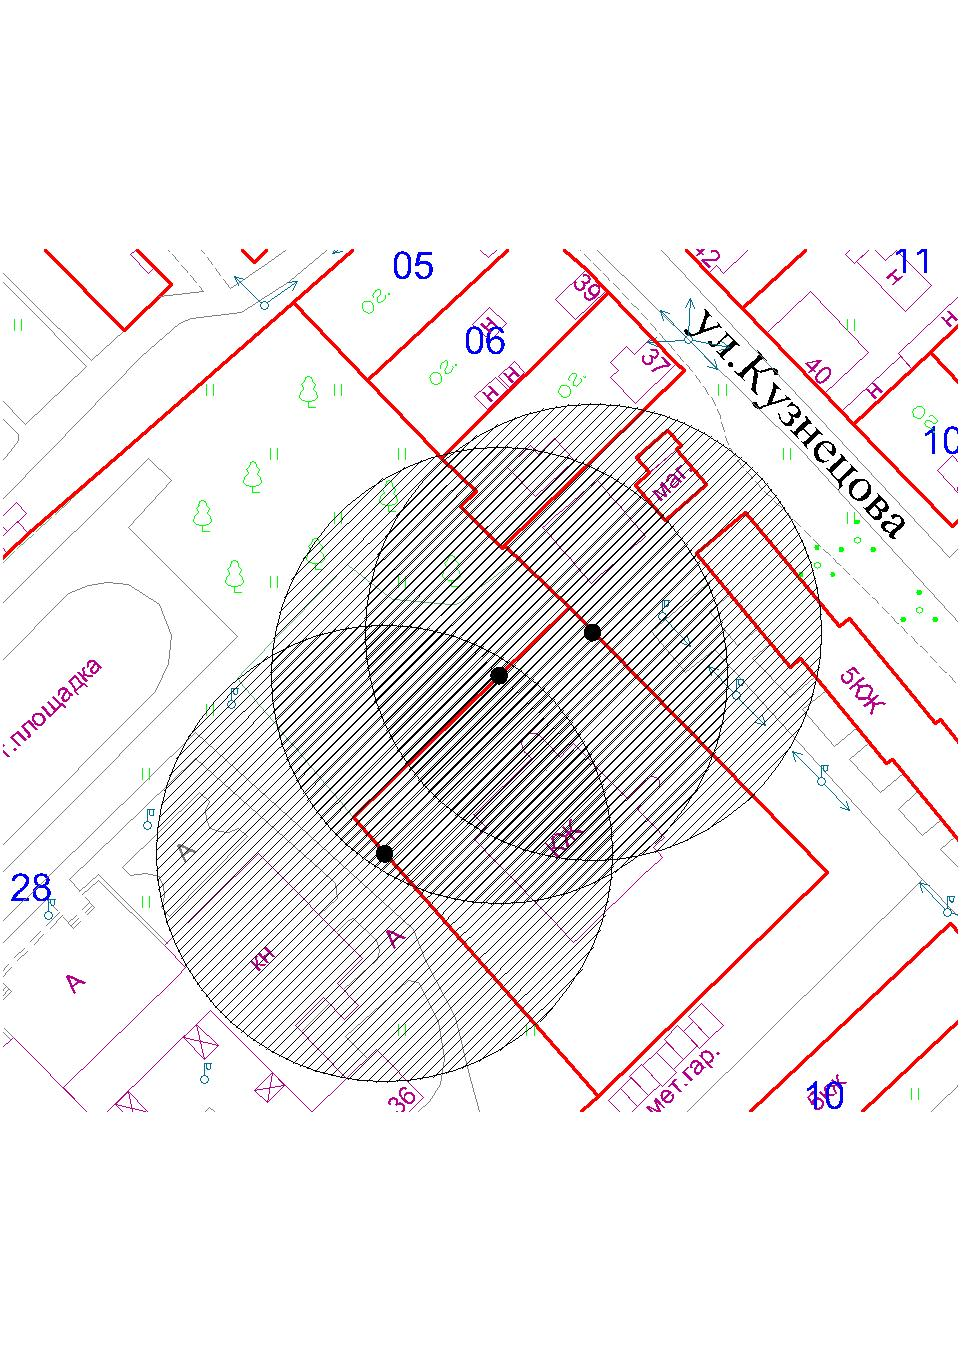 05
11
42
н
39
ог.
н
06
ул.Кузнецова
н
37
40
ог.
н н
ог.
н
ог.
10
маг.
г.площадка
5КЖ
КЖ
А
28
А
кн
А
36
мет.гар.
10